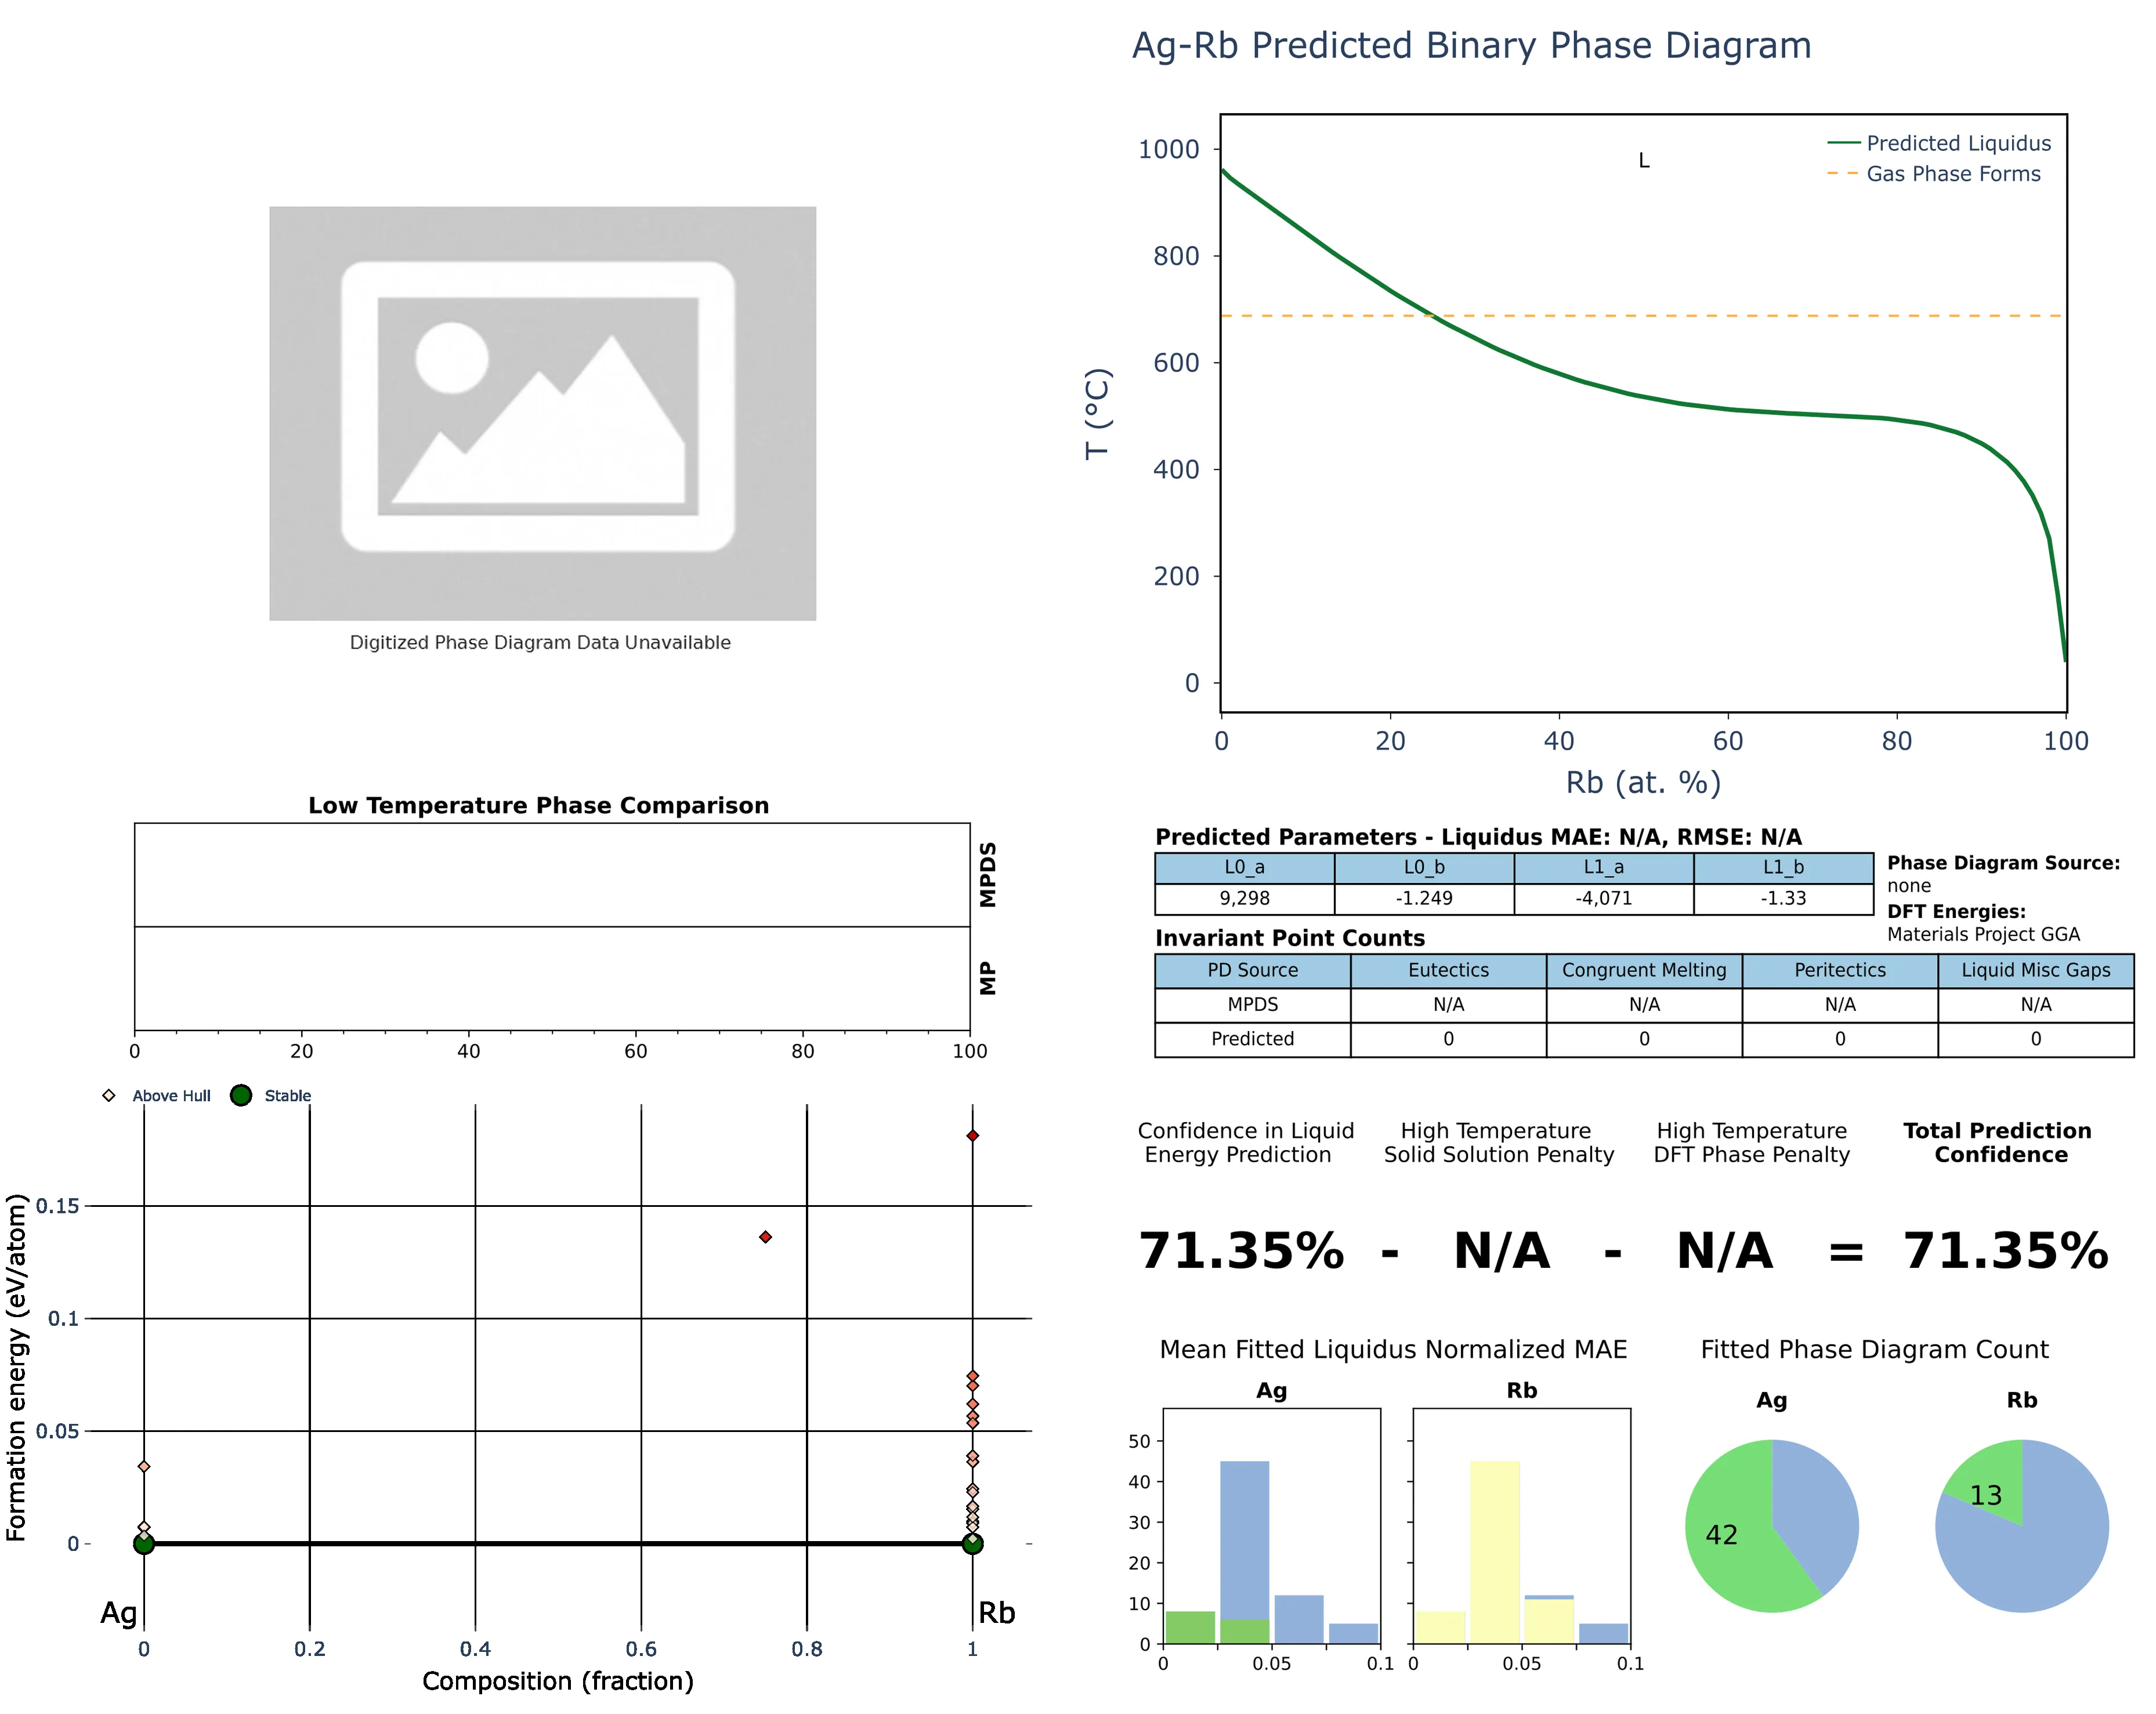 Ag-Rb Predicted Binary Phase Diagram
Digitized Phase Diagram Data Unavailable
1000
800
600
400
200
0
T (°C)
L
Predicted Liquidus
Gas Phase Forms
0 20 40 60 80 100
Rb (at. %)
Low Temperature Phase Comparison
MPDS
MP
0 20 40 60 80 100
Predicted Parameters - Liquidus MAE: N/A, RMSE: N/A
L0_a L0_b L1_a L1_b
9,298 -1.249 -4,071 -1.33
Phase Diagram Source:
none
DFT Energies:
Materials Project GGA
Invariant Point Counts
PD Source Eutectics Congruent Melting Peritectics Liquid Misc Gaps
MPDS N/A N/A N/A N/A
Predicted 0 0 0 0
Above Hull Stable
0.15
0.1
0.05
0
Formation energy (eV/atom)
Ag Rb
0 0.2 0.4 0.6 0.8 1
Composition (fraction)
Confidence in Liquid
Energy Prediction
High Temperature
Solid Solution Penalty
High Temperature
DFT Phase Penalty
Total Prediction
Confidence
71.35% - N/A - N/A = 71.35%
Mean Fitted Liquidus Normalized MAE
Ag Rb
50
40
30
20
10
0
0 0.05 0.1 0 0.05 0.1
Fitted Phase Diagram Count
Ag Rb
42 13